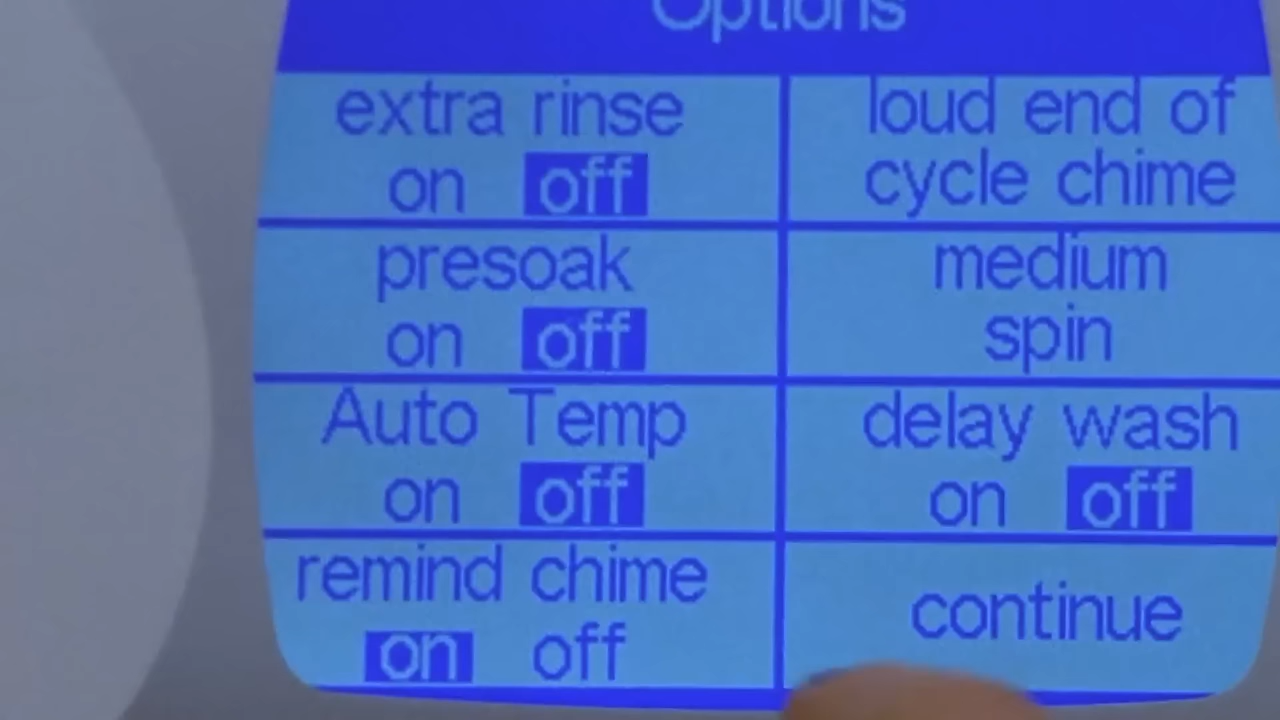 Options
extra rinse
on off
loud end of
cycle chime
presoak
on off
medium
spin
Auto Temp
on off
delay wash
on off
remind chime
on off
continue